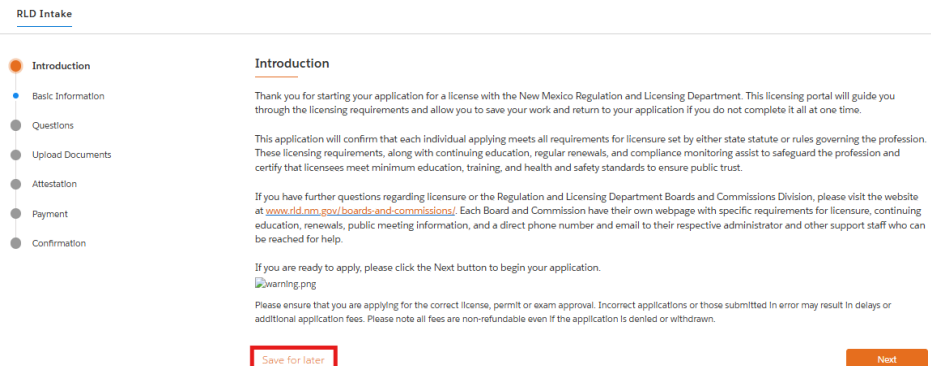 RLD Intake
Introduction
Basic Information
Questions
Upload Documents
Attestation
Payment
Confirmation
Introduction
Thank you for starting your application for a license with the New Mexico Regulation and Licensing Department. This licensing portal will guide you
through the licensing requirements and allow you to save your work and return to your application if you do not complete it all at one time.
This application will confirm that each individual applying meets all requirements for licensure set by either state statute or rules governing the profession.
These licensing requirements, along with continuing education, regular renewals, and compliance monitoring assist to safeguard the profession and
certify that licensees meet minimum education, training, and health and safety standards to ensure public trust.
If you have further questions regarding licensure or the Regulation and Licensing Department Boards and Commissions Division, please visit the website
at www.rld.nm.gov/boards-and-commissions/. Each Board and Commission have their own webpage with specific requirements for licensure, continuing
education, renewals, public meeting information, and a direct phone number and email to their respective administrator and other support staff who can
be reached for help.
If you are ready to apply, please click the Next button to begin your application.
warning.png
Please ensure that you are applying for the correct license, permit or exam approval. Incorrect applications or those submitted in error may result in delays or
additional application fees. Please note all fees are non-refundable even if the application is denied or withdrawn.
Save for later
Next